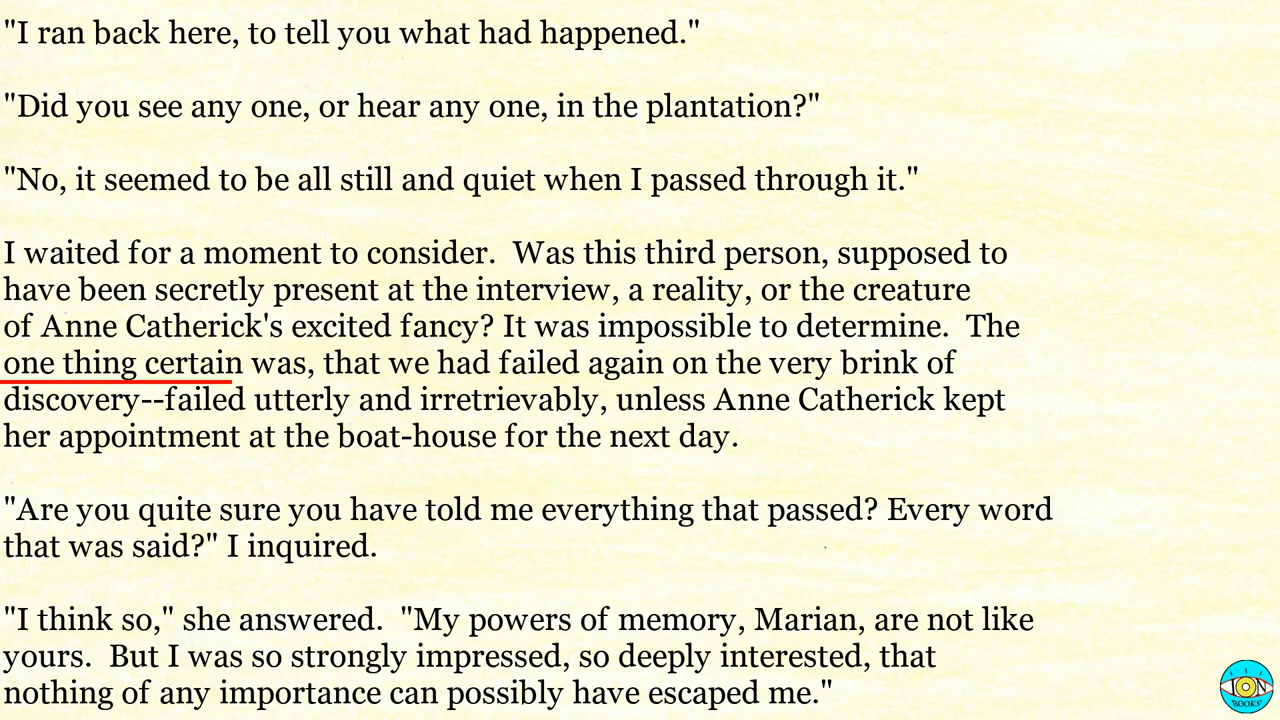 "I ran back here, to tell you what had happened."
"Did you see any one, or hear any one, in the plantation?"
"No, it seemed to be all still and quiet when I passed through it."
I waited for a moment to consider.  Was this third person, supposed to
have been secretly present at the interview, a reality, or the creature
of Anne Catherick's excited fancy? It was impossible to determine.  The
one thing certain was, that we had failed again on the very brink of
discovery--failed utterly and irretrievably, unless Anne Catherick kept
her appointment at the boat-house for the next day.
"Are you quite sure you have told me everything that passed? Every word
that was said?" I inquired.
"I think so," she answered.  "My powers of memory, Marian, are not like
yours.  But I was so strongly impressed, so deeply interested, that
nothing of any importance can possibly have escaped me."
ION
BOOKS